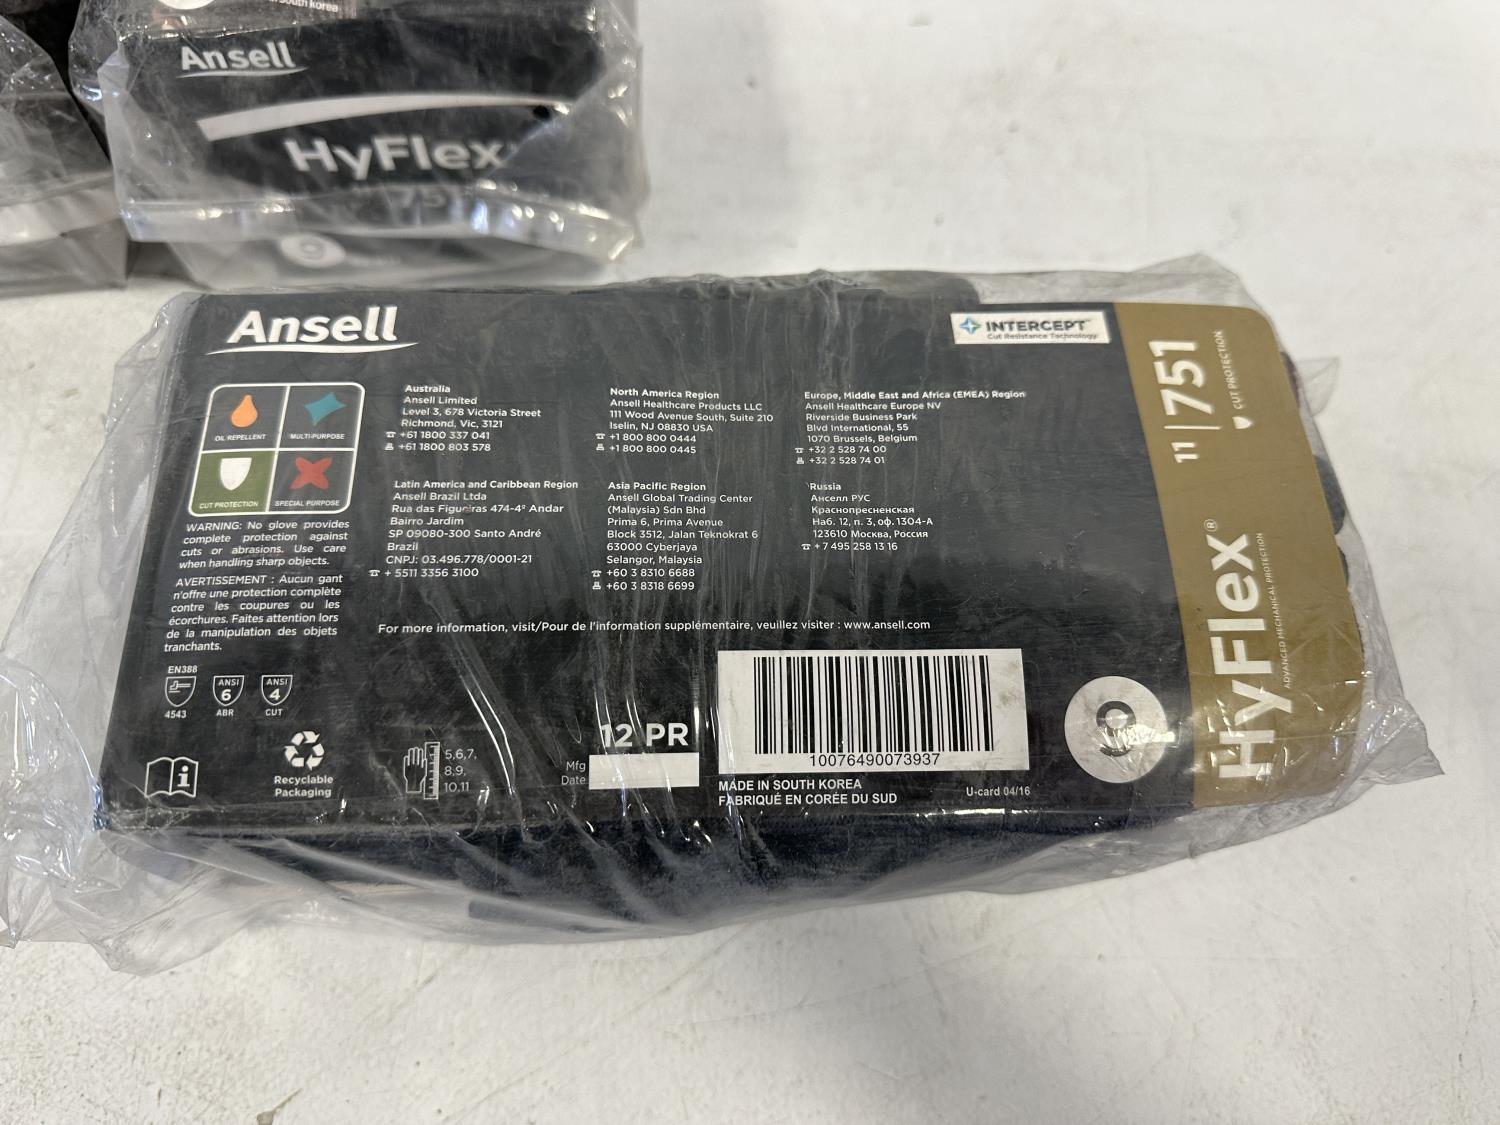 south korea
Ansell
HyFlex
751
9
Ansell
INTERCEPT
Cut Resistance Technology
OIL REPELLENT
MULTI-PURPOSE
CUT PROTECTION
SPECIAL PURPOSE
WARNING: No glove provides
complete protection against
cuts or abrasions. Use care
when handling sharp objects.
AVERTISSEMENT : Aucun gant
n'offre une protection complète
contre les coupures ou les
écorchures. Faites attention lors
de la manipulation des objets
tranchants.
EN388
4543
ANSI
6
ABR
ANSI
4
CUT
Australia
Ansell Limited
Level 3, 678 Victoria Street
Richmond, Vic, 3121
☎ +61 1800 337 041
+61 1800 803 578
North America Region
Ansell Healthcare Products LLC
111 Wood Avenue South, Suite 210
Iselin, NJ 08830 USA
☎ +1 800 800 0444
+1 800 800 0445
Europe, Middle East and Africa (EMEA) Region
Ansell Healthcare Europe NV
Riverside Business Park
Blvd International, 55
1070 Brussels, Belgium
☎ +32 2 528 74 00
+32 2 528 74 01
Latin America and Caribbean Region
Ansell Brazil Ltda
Rua das Figueiras 474-4º Andar
Bairro Jardim
SP 09080-300 Santo André
Brazil
CNPJ: 03.496.778/0001-21
☎ + 5511 3356 3100
Asia Pacific Region
Ansell Global Trading Center
(Malaysia) Sdn Bhd
Prima 6, Prima Avenue
Block 3512, Jalan Teknokrat 6
63000 Cyberjaya
Selangor, Malaysia
☎ +60 3 8310 6688
+60 3 8318 6699
Russia
Анселл РУС
Краснопресненская
Наб. 12, п. 3, оф. 1304-А
123610 Москва, Россия
☎ + 7 495 258 13 16
For more information, visit/Pour de l'information supplémentaire, veuillez visiter : www.ansell.com
Recyclable
Packaging
5,6,7,
8,9,
10,11
12 PR
Mfg
Date
10076490073937
MADE IN SOUTH KOREA
FABRIQUÉ EN CORÉE DU SUD
U-card 04/16
9
11 | 751
CUT PROTECTION
HyFlex®
ADVANCED MECHANICAL PROTECTION